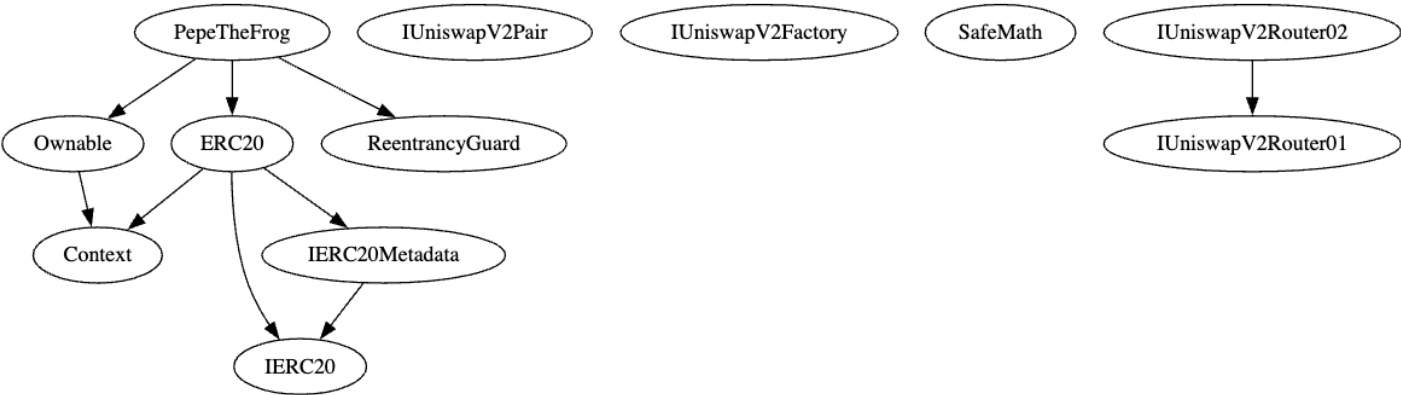 PepeTheFrog
IUniswapV2Pair
IUniswapV2Factory
SafeMath
IUniswapV2Router02
Ownable
ERC20
ReentrancyGuard
IUniswapV2Router01
Context
IERC20Metadata
IERC20